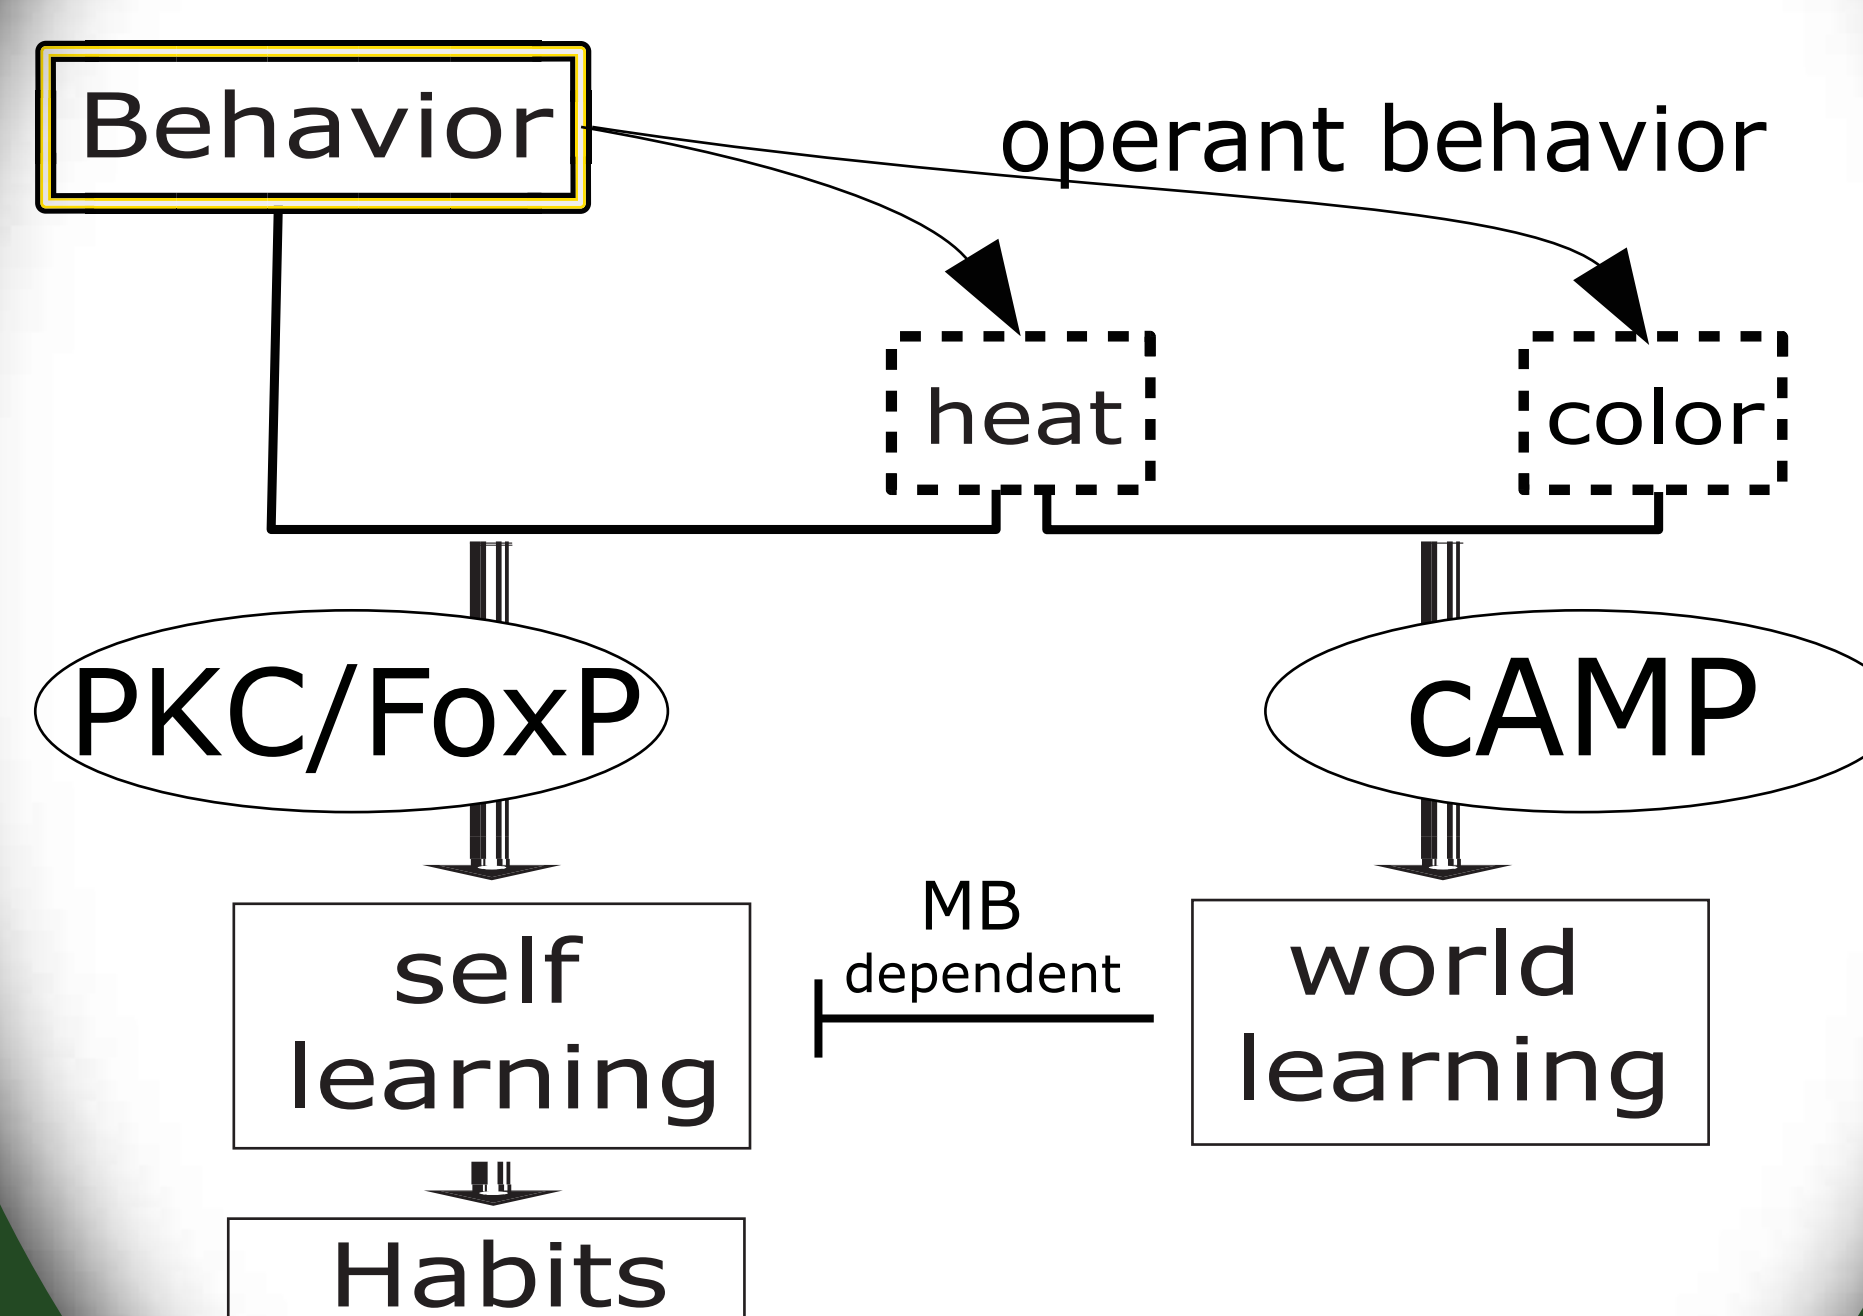 Behavior
operant behavior
heat
color
PKC/FoxP
cAMP
MB
dependent
self
learning
world
learning
Habits